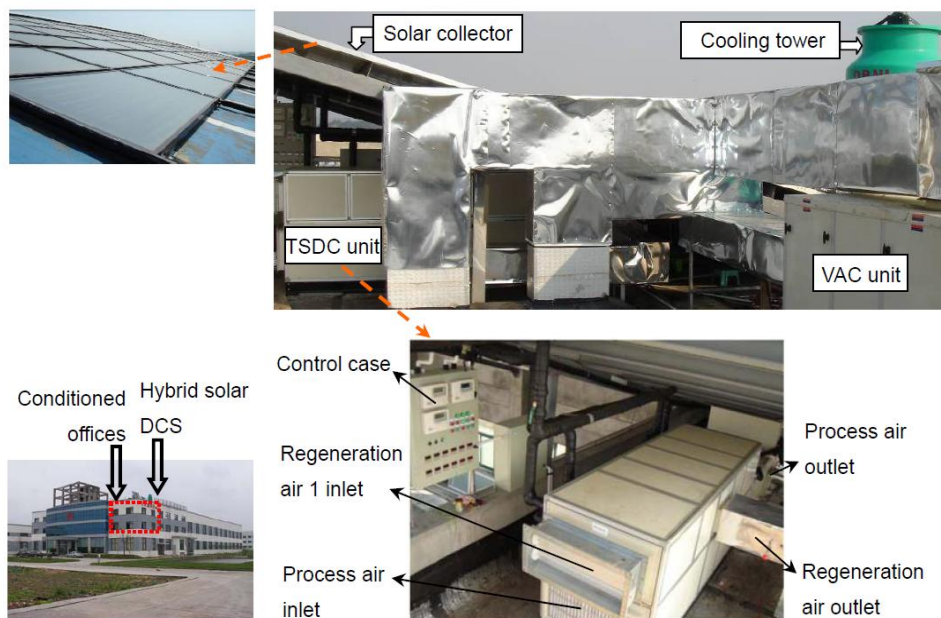 Solar collector
Cooling tower
TSDC unit
VAC unit
Control case
Conditioned
offices
Hybrid solar
DCS
Regeneration
air 1 inlet
Process air
outlet
Process air
inlet
Regeneration
air outlet